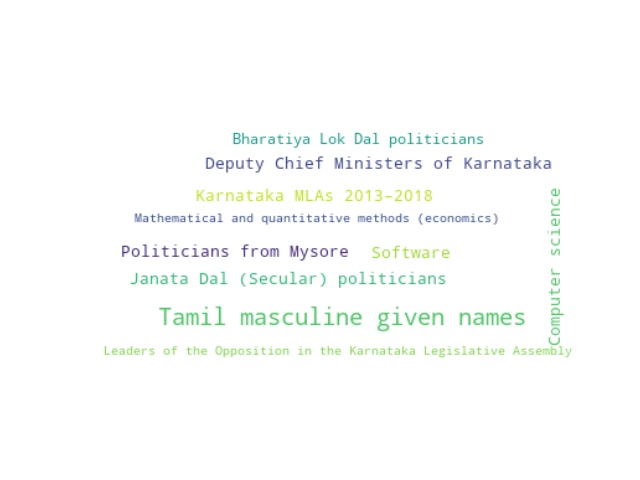 Bharatiya Lok Dal politicians
Deputy Chief Ministers of Karnataka
Karnataka MLAs 2013–2018
Mathematical and quantitative methods (economics)
Politicians from Mysore
Software
Janata Dal (Secular) politicians
Tamil masculine given names
Leaders of the Opposition in the Karnataka Legislative Assembly
Computer science